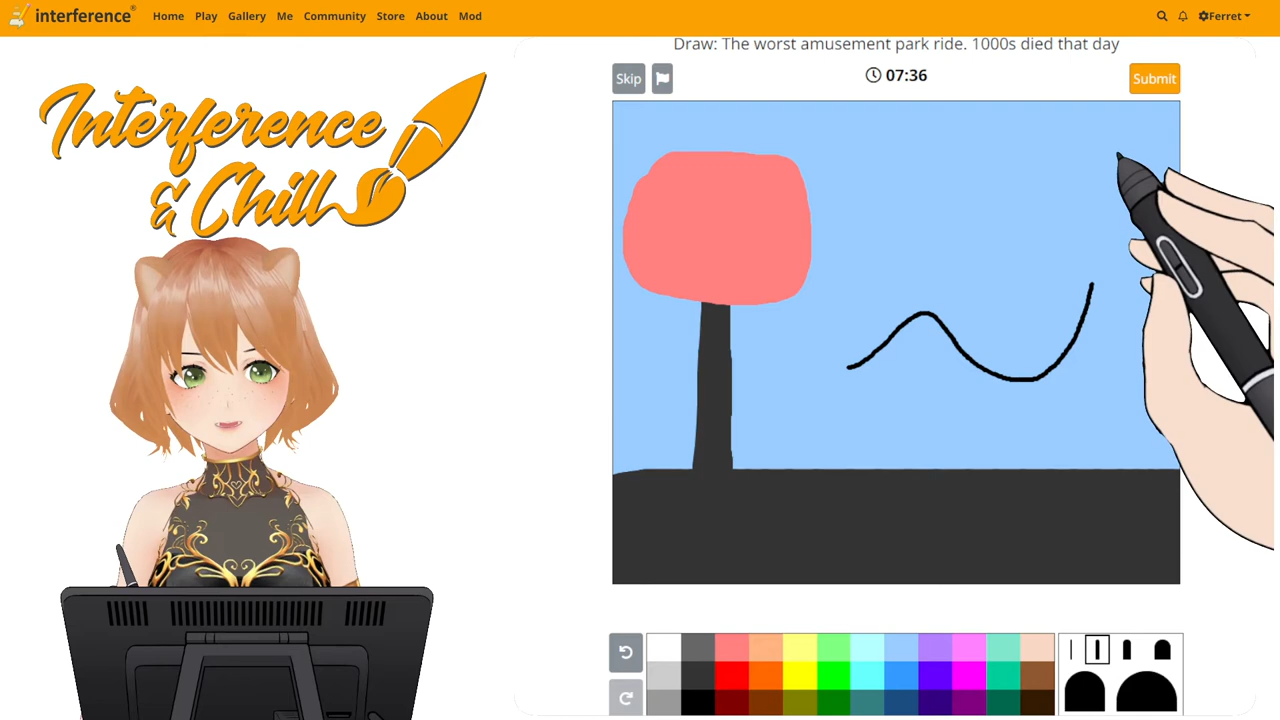 interference®
Home Play Gallery Me Community Store About Mod
Ferret
Interference
& Chill
Draw: The worst amusement park ride. 1000s died that day
Skip
07:36
Submit